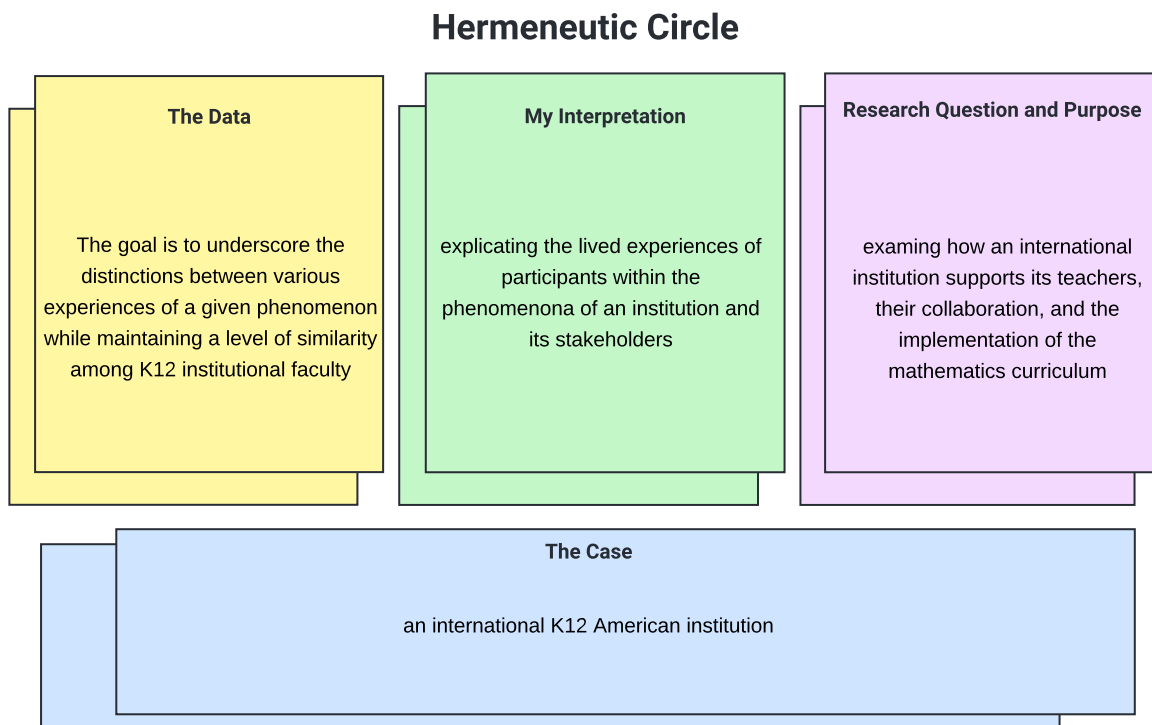 Hermeneutic Circle
The Data
The goal is to underscore the
distinctions between various
experiences of a given phenomenon
while maintaining a level of similarity
among K12 institutional faculty
My Interpretation
explicating the lived experiences of
participants within the
phenomena of an institution and
its stakeholders
Research Question and Purpose
examing how an international
institution supports its teachers,
their collaboration, and the
implementation of the
mathematics curriculum
The Case
an international K12 American institution